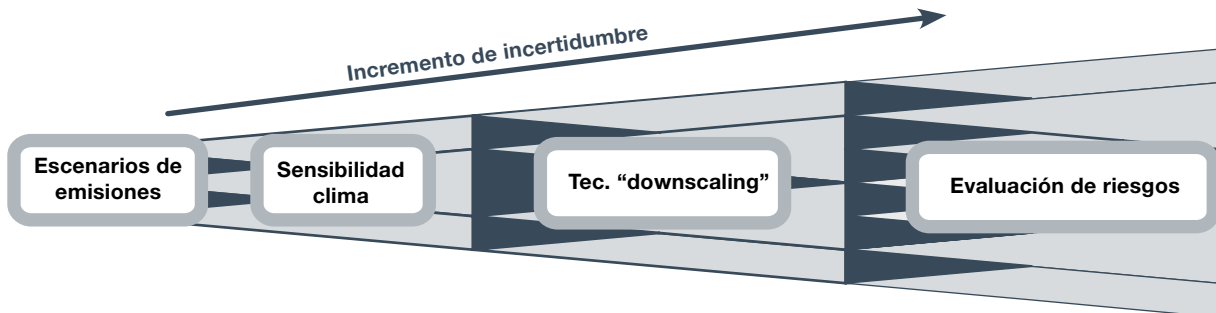 Incremento de incertidumbre
Escenarios de
emisiones
Sensibilidad
clima
Tec. “downscaling”
Evaluación de riesgos